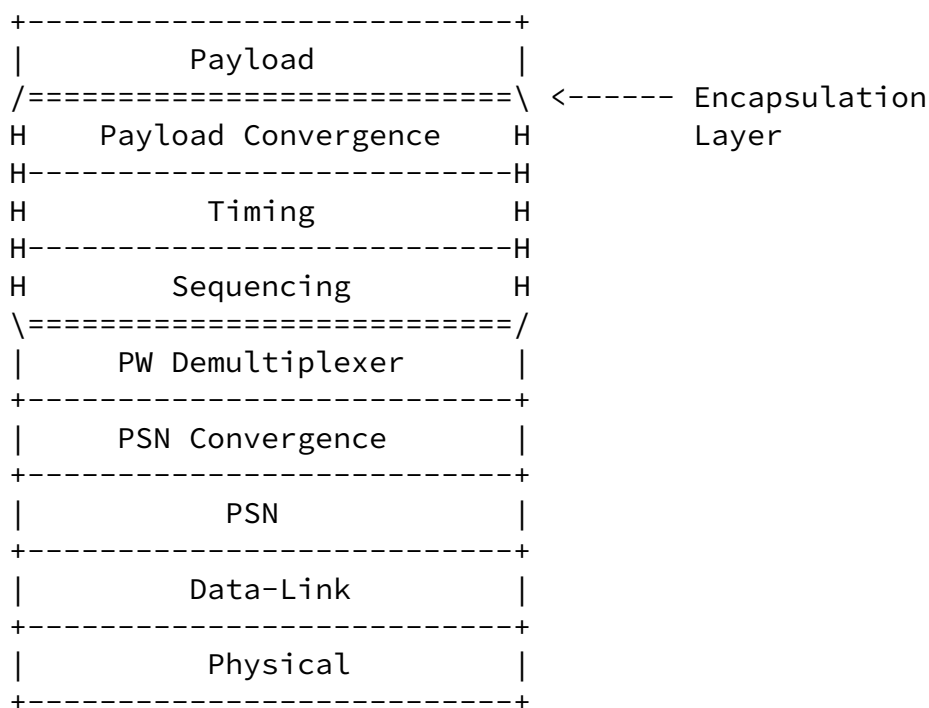 +---------------------------+
|          Payload          |
/===========================\ <------ Encapsulation
H    Payload Convergence    H         Layer
H---------------------------H
H          Timing           H
H---------------------------H
H        Sequencing         H
\===========================/
|     PW Demultiplexer      |
+---------------------------+
|     PSN Convergence       |
+---------------------------+
|           PSN             |
+---------------------------+
|         Data-Link         |
+---------------------------+
|          Physical         |
+---------------------------+